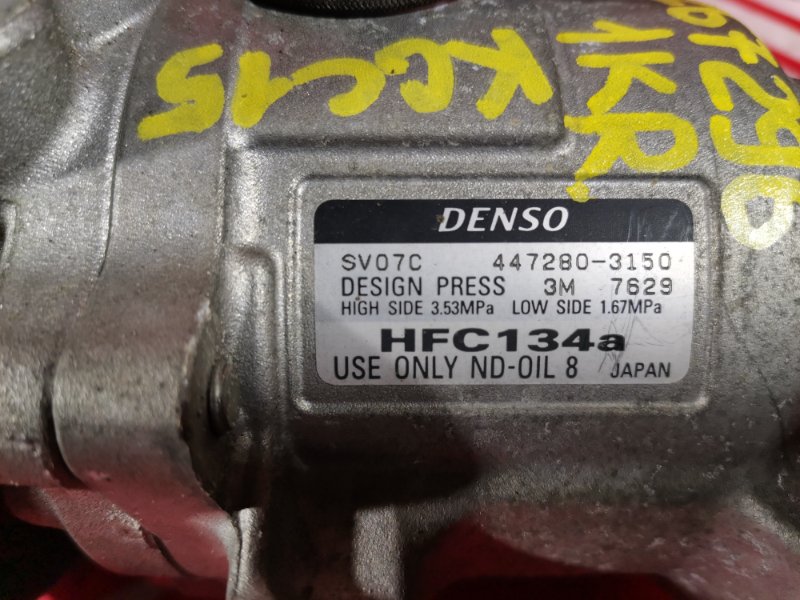 KGC15
1KR.
DENSO
SV07C 447280-3150
DESIGN PRESS 3M 7629
HIGH SIDE 3.53MPa LOW SIDE 1.67MPa
HFC134a
USE ONLY ND-OIL 8 JAPAN